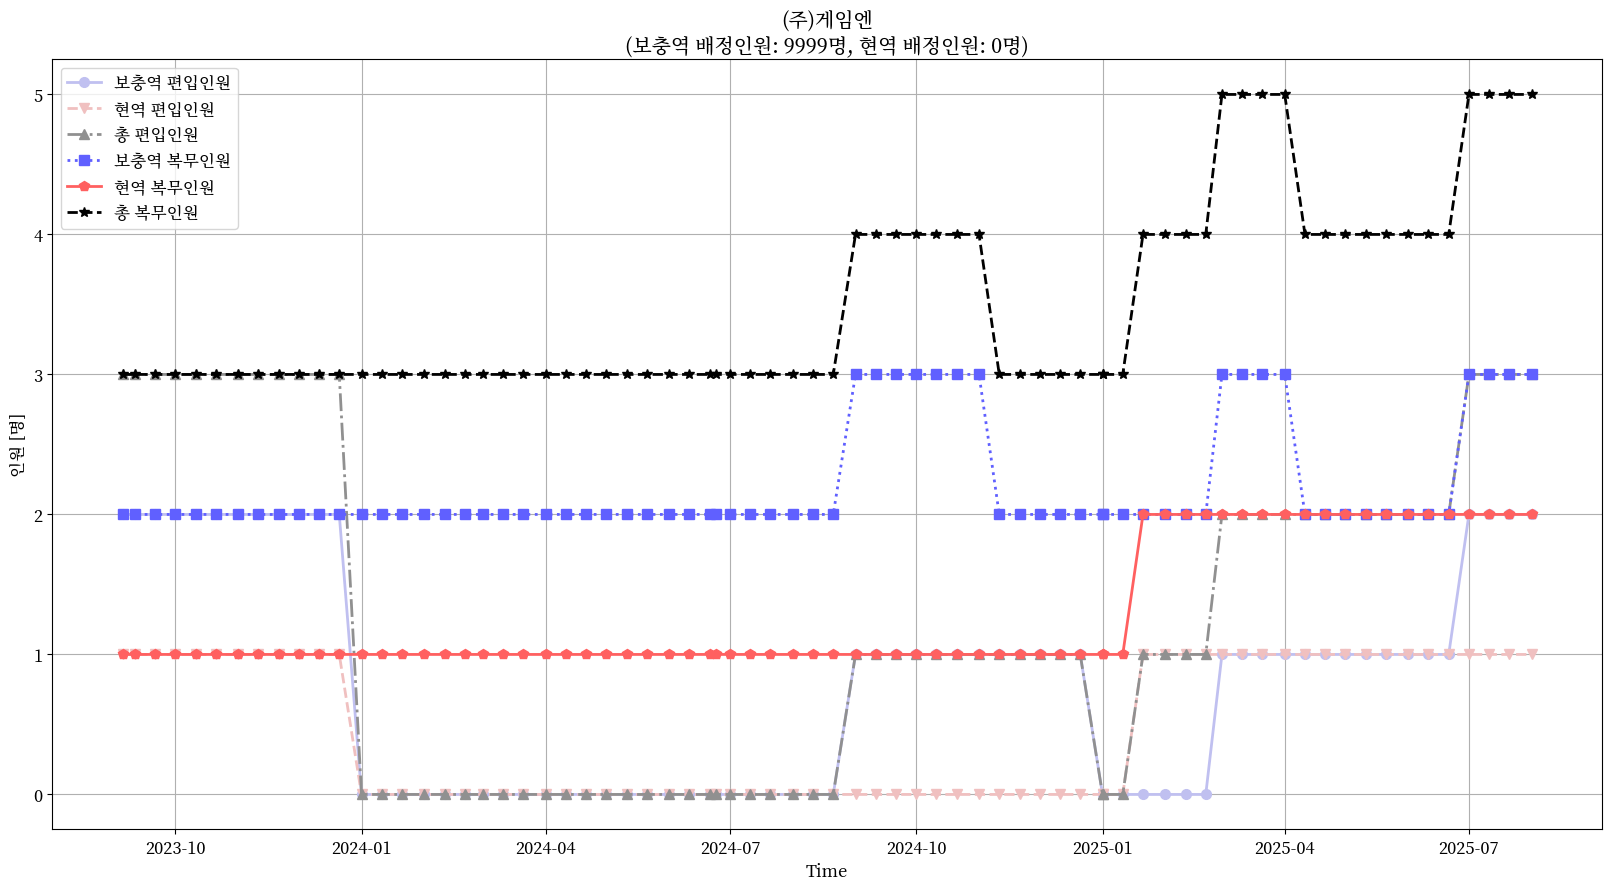 (주)게임엔
(보충역 배정인원: 9999명, 현역 배정인원: 0명)
보충역 편입인원
현역 편입인원
총 편입인원
보충역 복무인원
현역 복무인원
총 복무인원
5
4
3
2
1
0
인원 [명]
2023-10 2024-01 2024-04 2024-07 2024-10 2025-01 2025-04 2025-07
Time